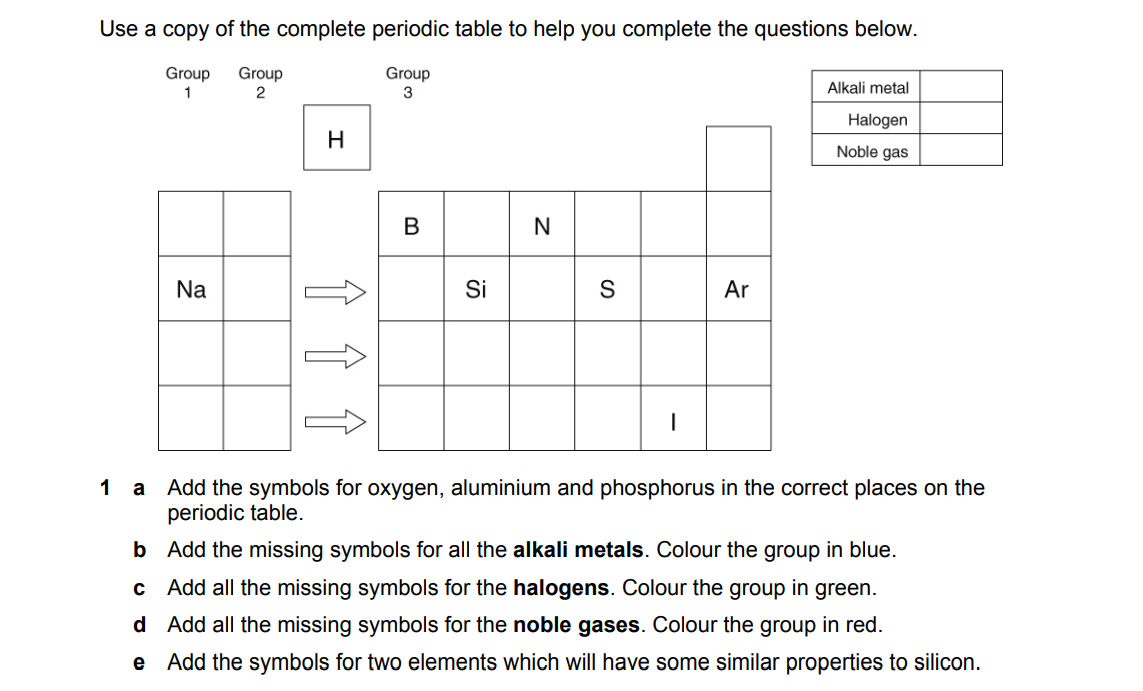 Use a copy of the complete periodic table to help you complete the questions below.
Group 1
Group 2
Group 3
Alkali metal
Halogen
Noble gas
H
B N
Na Si S Ar
I
1 a Add the symbols for oxygen, aluminium and phosphorus in the correct places on the
periodic table.
b Add the missing symbols for all the alkali metals. Colour the group in blue.
c Add all the missing symbols for the halogens. Colour the group in green.
d Add all the missing symbols for the noble gases. Colour the group in red.
e Add the symbols for two elements which will have some similar properties to silicon.